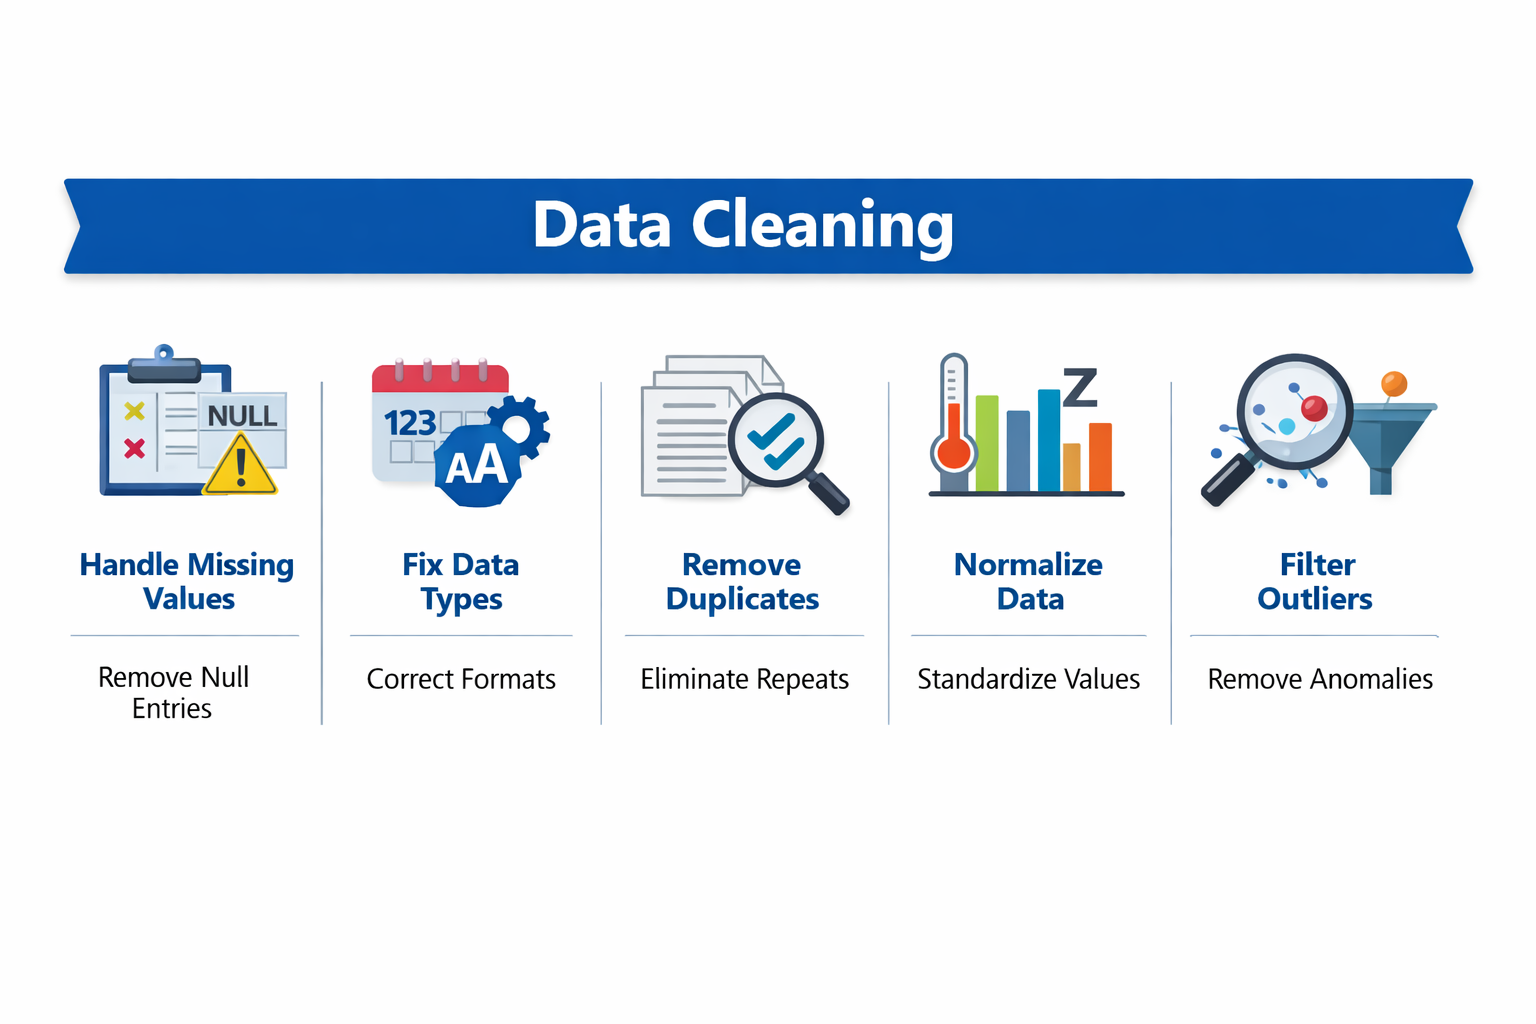 Data Cleaning
NULL
123
AA
Z
Handle Missing
Values
Fix Data
Types
Remove
Duplicates
Normalize
Data
Filter
Outliers
Remove Null
Entries
Correct Formats
Eliminate Repeats
Standardize Values
Remove Anomalies